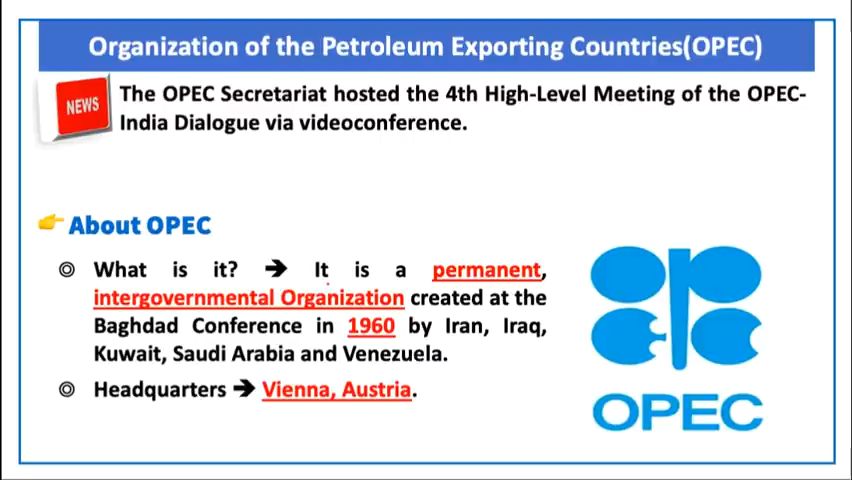 Organization of the Petroleum Exporting Countries(OPEC)
NEWS
The OPEC Secretariat hosted the 4th High-Level Meeting of the OPEC-
India Dialogue via videoconference.
About OPEC
What is it? ➔ It is a permanent,
intergovernmental Organization created at the
Baghdad Conference in 1960 by Iran, Iraq,
Kuwait, Saudi Arabia and Venezuela.
Headquarters ➔ Vienna, Austria.
OPEC